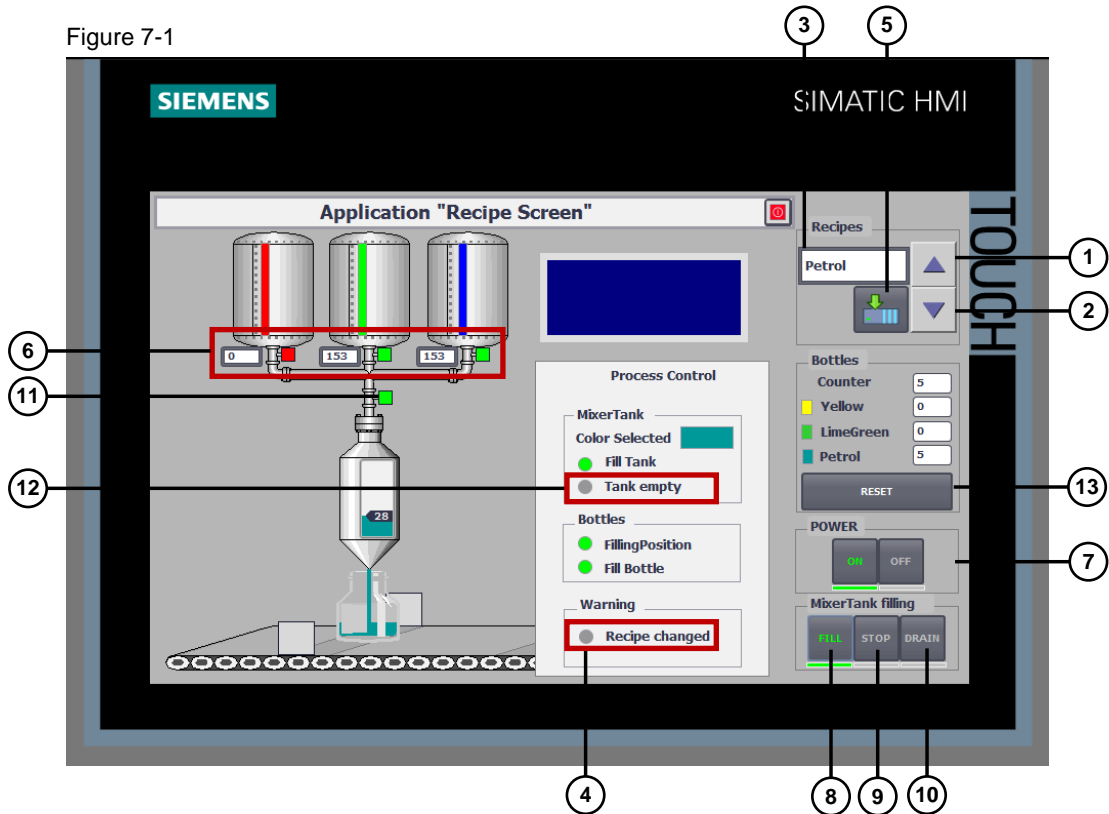 Figure 7-1
3
5
SIEMENS
SIMATIC HMI
TOUCH
Application "Recipe Screen"
Recipes
Petrol
1
2
6
0
153
153
11
Process Control
MixerTank
Color Selected
Fill Tank
Tank empty
12
28
Bottles
FillingPosition
Fill Bottle
Warning
Recipe changed
Bottles
Counter 5
Yellow 0
LimeGreen 0
Petrol 5
RESET
13
POWER
ON OFF
7
MixerTank filling
FILL STOP DRAIN
4
8
9
10